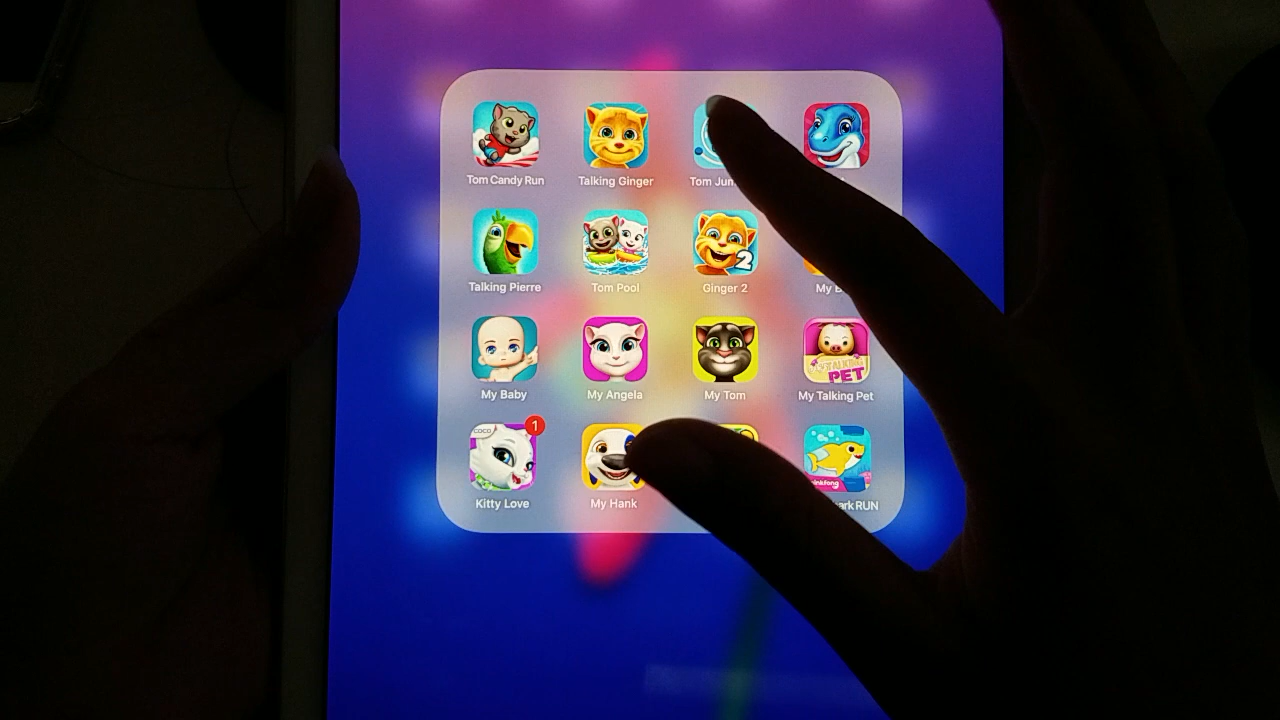 Tom Candy Run
Talking Ginger
Tom Jum
Talking Pierre
Tom Pool
2
Ginger 2
My B
My Baby
My Angela
My Tom
TALKING
PET
My Talking Pet
COCO
1
Kitty Love
My Hank
pinkfong
ark RUN